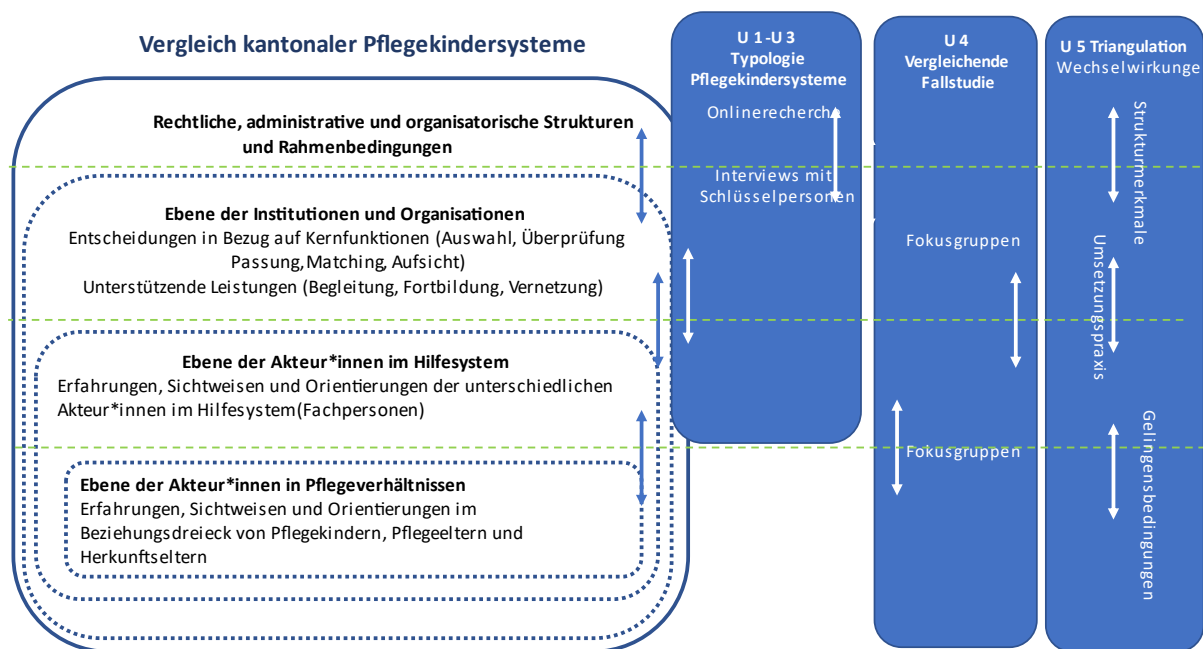 Vergleich kantonaler Pflegekindersysteme
Rechtliche, administrative und organisatorische Strukturen
und Rahmenbedingungen
Ebene der Institutionen und Organisationen
Entscheidungen in Bezug auf Kernfunktionen (Auswahl, Überprüfung
Passung, Matching, Aufsicht)
Unterstützende Leistungen (Begleitung, Fortbildung, Vernetzung)
Ebene der Akteur*innen im Hilfesystem
Erfahrungen, Sichtweisen und Orientierungen der unterschiedlichen
Akteur*innen im Hilfesystem(Fachpersonen)
Ebene der Akteur*innen in Pflegeverhältnissen
Erfahrungen, Sichtweisen und Orientierungen im
Beziehungsdreieck von Pflegekindern, Pflegeeltern und
Herkunftseltern
U 1-U 3
Typologie
Pflegekindersysteme
Onlinerecherche
Interviews mit
Schlüsselpersonen
U 4
Vergleichende
Fallstudie
Fokusgruppen
Fokusgruppen
U 5 Triangulation
Wechselwirkunge
Strukturmerkmale
Umsetzungspraxis
Gelingensbedingungen